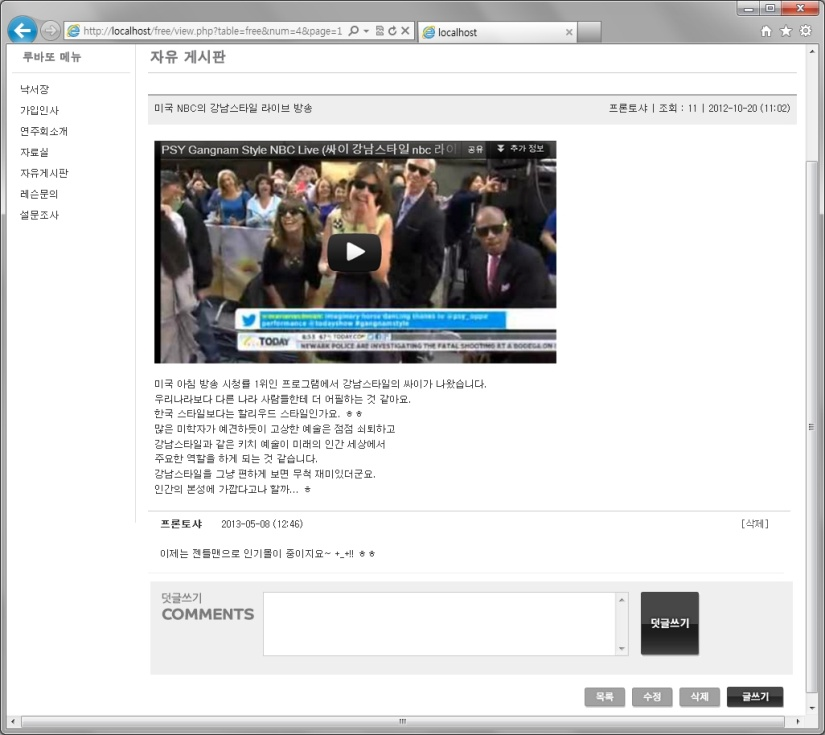 http://localhost/free/view.php?table=free&num=4&page=1
localhost
루바또 메뉴
낙서장
가입인사
연주회소개
자료실
자유게시판
레슨문의
설문조사
자유 게시판
미국 NBC의 강남스타일 라이브 방송
프론토샤 | 조회 : 11 | 2012-10-20 (11:02)
PSY Gangnam Style NBC Live (싸이 강남스타일 nbc 라이
공유
추가 정보
imaginary horse dancing thanks to @psy_oppa
performance @todayshow #gangnamstyle
TODAY
8:53 67° TODAY.COM
NEWARK POLICE ARE INVESTIGATING THE FATAL SHOOTING AT A BODEGA ON
미국 아침 방송 시청률 1위인 프로그램에서 강남스타일의 싸이가 나왔습니다.
우리나라보다 다른 나라 사람들한테 더 어필하는 것 같아요.
한국 스타일보다는 할리우드 스타일인가요. ㅎㅎ
많은 미학자가 예견하듯이 고상한 예술은 점점 쇠퇴하고
강남스타일과 같은 키치 예술이 미래의 인간 세상에서
주요한 역할을 하게 되는 것 같습니다.
강남스타일를 그냥 편하게 보면 무척 재미있더군요.
인간의 본성에 가깝다고나 할까... ㅎ
프론토샤 2013-05-08 (12:46)
[삭제]
이제는 젠틀맨으로 인기몰이 중이지요~ +_+!! ㅎㅎ
덧글쓰기
COMMENTS
덧글쓰기
목록
수정
삭제
글쓰기